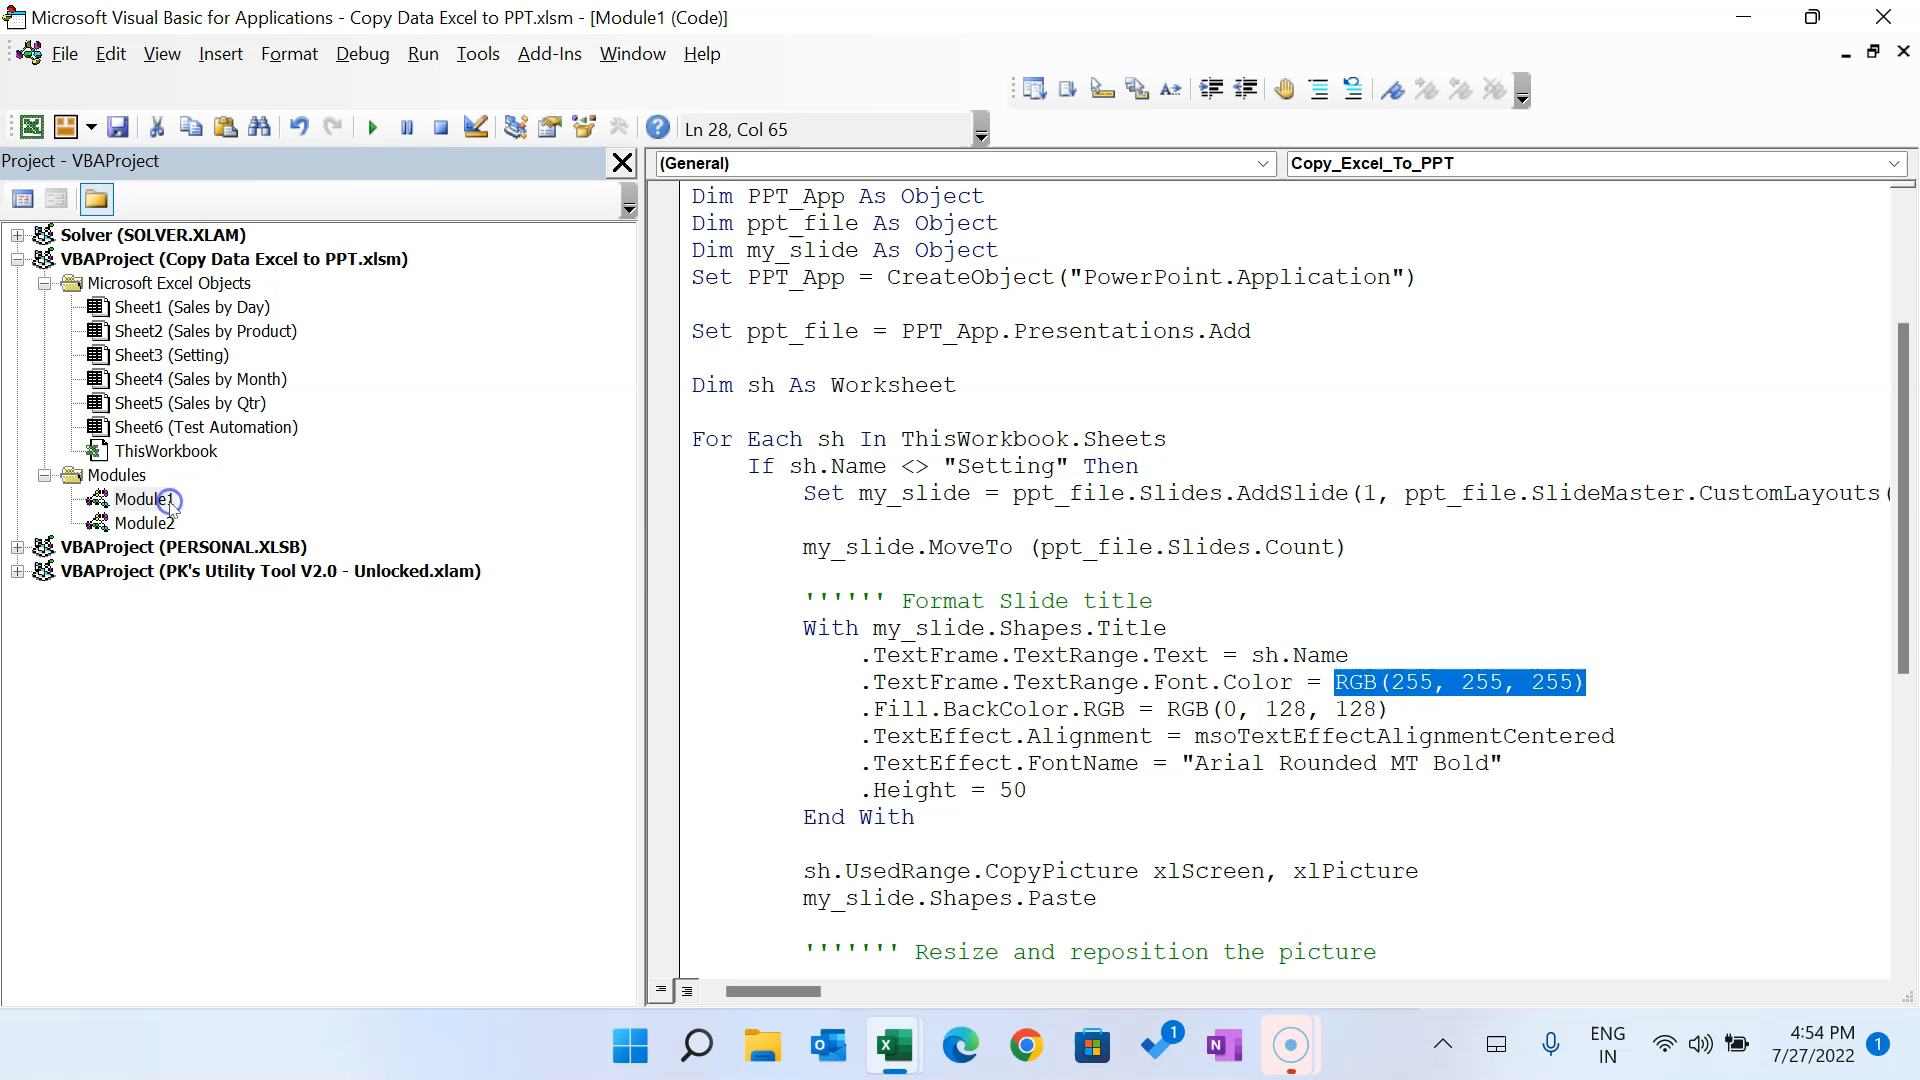 Microsoft Visual Basic for Applications - Copy Data Excel to PPT.xlsm - [Module1 (Code)]
File Edit View Insert Format Debug Run Tools Add-Ins Window Help
Ln 28, Col 65
Project - VBAProject
(General)
Copy_Excel_To_PPT
Solver (SOLVER.XLAM)
VBAProject (Copy Data Excel to PPT.xlsm)
Microsoft Excel Objects
Sheet1 (Sales by Day)
Sheet2 (Sales by Product)
Sheet3 (Setting)
Sheet4 (Sales by Month)
Sheet5 (Sales by Qtr)
Sheet6 (Test Automation)
ThisWorkbook
Modules
Module1
Module2
VBAProject (PERSONAL.XLSB)
VBAProject (PK's Utility Tool V2.0 - Unlocked.xlam)
Dim PPT_App As Object
Dim ppt_file As Object
Dim my_slide As Object
Set PPT_App = CreateObject("PowerPoint.Application")
Set ppt_file = PPT_App.Presentations.Add
Dim sh As Worksheet
For Each sh In ThisWorkbook.Sheets
If sh.Name <> "Setting" Then
Set my_slide = ppt_file.Slides.AddSlide(1, ppt_file.SlideMaster.CustomLayouts(
my_slide.MoveTo (ppt_file.Slides.Count)
'''''' Format Slide title
With my_slide.Shapes.Title
.TextFrame.TextRange.Text = sh.Name
.TextFrame.TextRange.Font.Color = RGB(255, 255, 255)
.Fill.BackColor.RGB = RGB(0, 128, 128)
.TextEffect.Alignment = msoTextEffectAlignmentCentered
.TextEffect.FontName = "Arial Rounded MT Bold"
.Height = 50
End With
sh.UsedRange.CopyPicture xlScreen, xlPicture
my_slide.Shapes.Paste
''''''' Resize and reposition the picture
1
ENG
IN
4:54 PM
7/27/2022
1